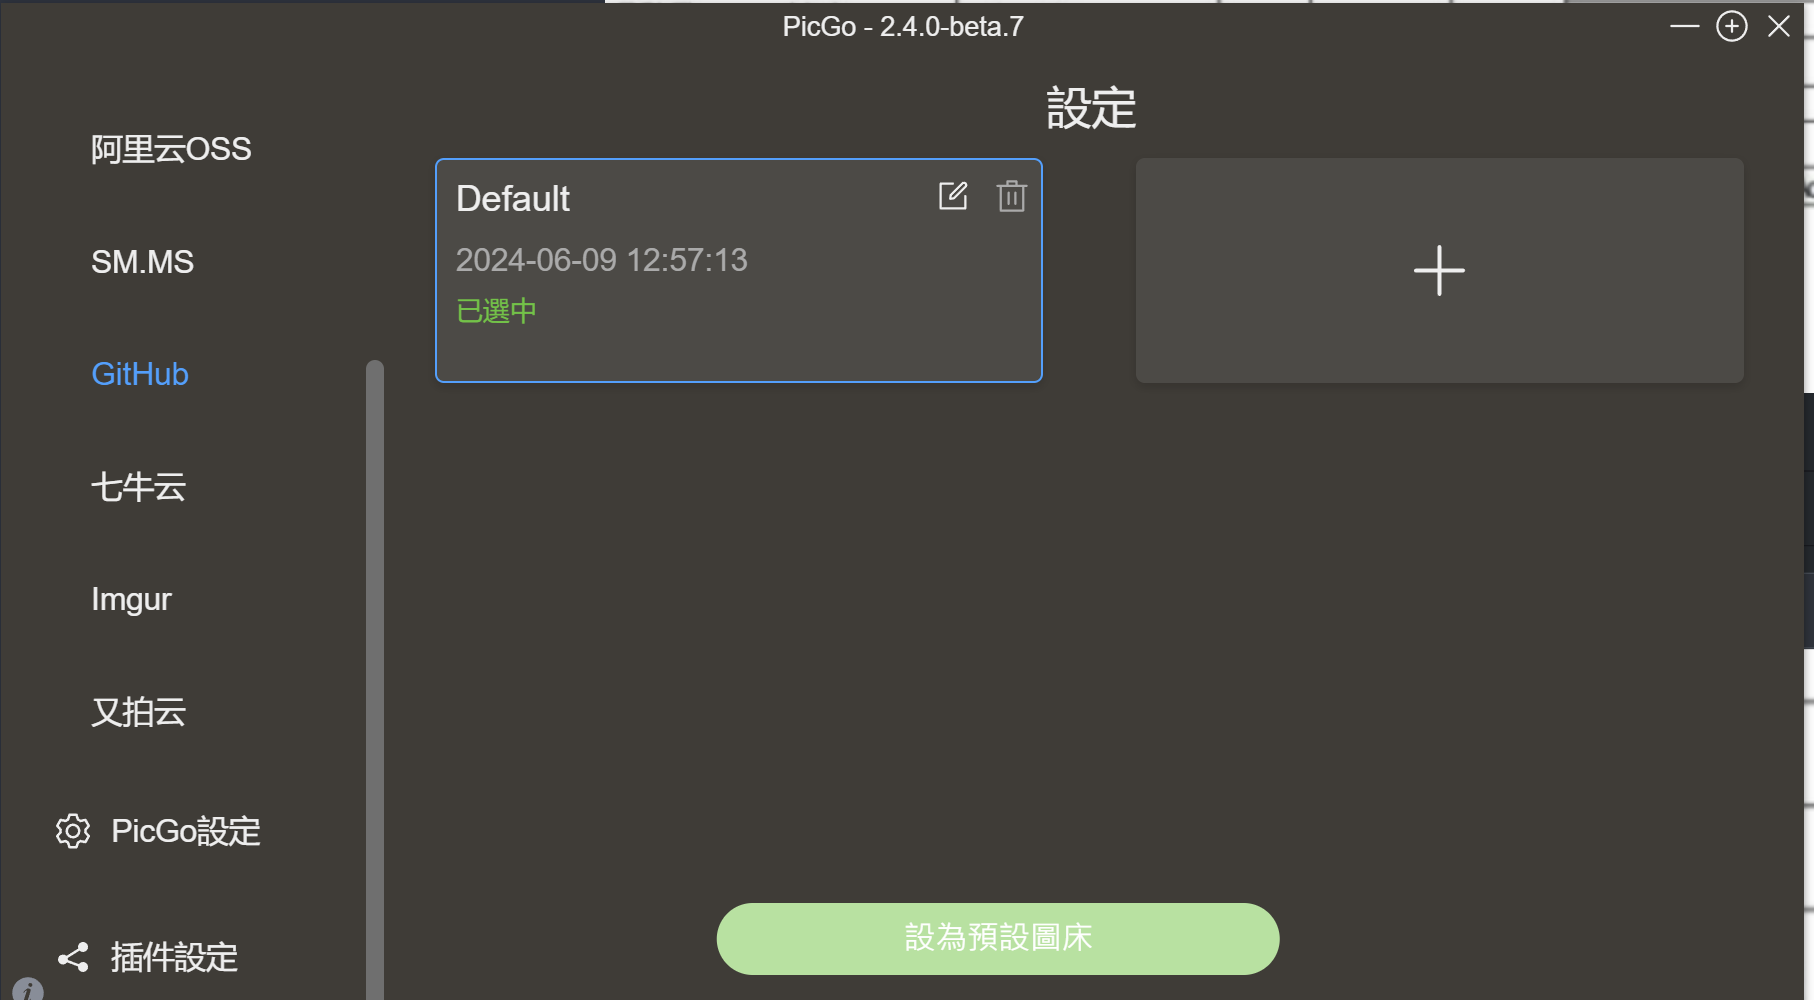 PicGo - 2.4.0-beta.7
設定
阿里云OSS
SM.MS
GitHub
七牛云
Imgur
又拍云
PicGo設定
插件設定
Default
2024-06-09 12:57:13
已選中
設為預設圖床